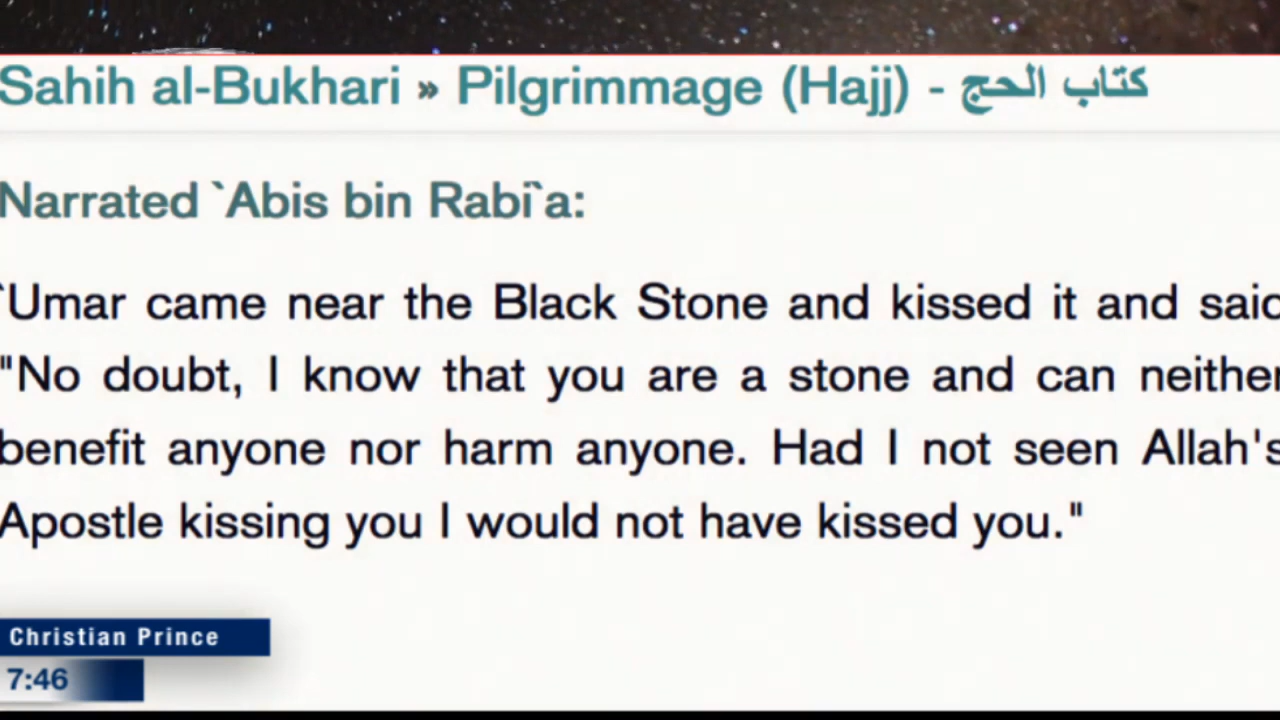 Sahih al-Bukhari » Pilgrimmage (Hajj) - كتاب الحج
Narrated `Abis bin Rabi`a:
`Umar came near the Black Stone and kissed it and said
"No doubt, I know that you are a stone and can neither
benefit anyone nor harm anyone. Had I not seen Allah's
Apostle kissing you I would not have kissed you."
Christian Prince
7:46